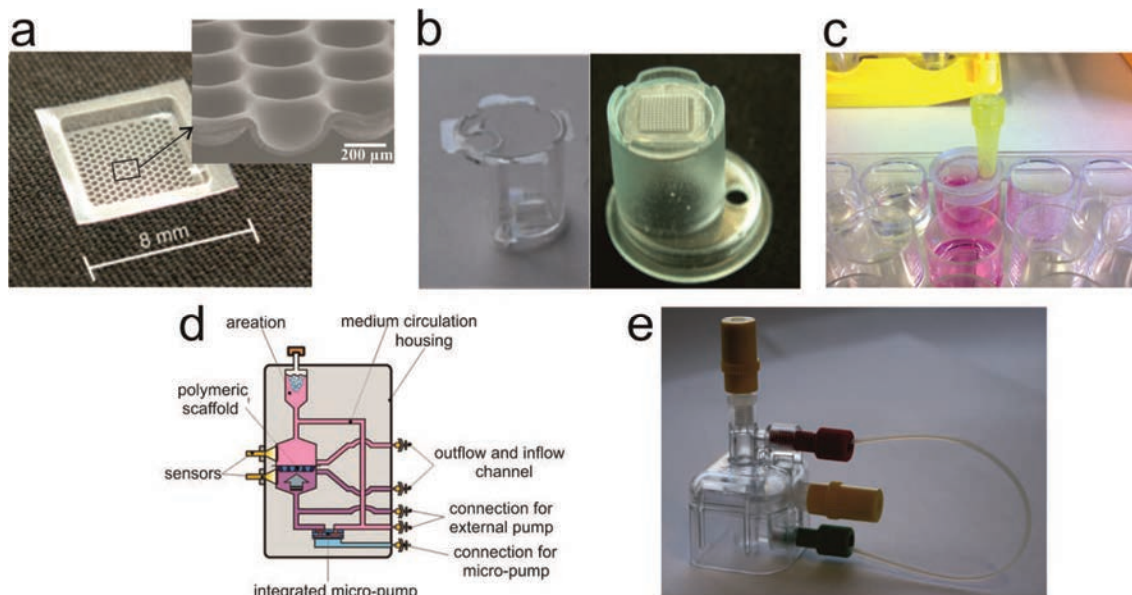 a
200 µm
8 mm
b
c
d
areation
medium circulation
housing
polymeric
scaffold
sensors
outflow and inflow
channel
connection for
external pump
connection for
micro-pump
integrated micro-pump
e